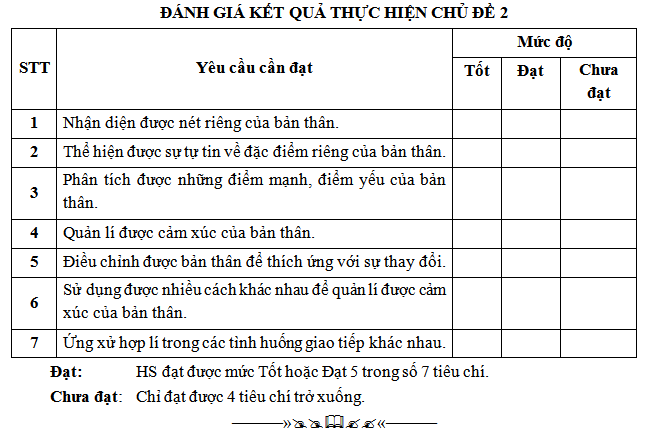 ĐÁNH GIÁ KẾT QUẢ THỰC HIỆN CHỦ ĐỀ 2
STT
Yêu cầu cần đạt
Mức độ
Tốt
Đạt
Chưa
đạt
1 Nhận diện được nét riêng của bản thân.
2 Thể hiện được sự tự tin về đặc điểm riêng của bản thân.
3 Phân tích được những điểm mạnh, điểm yếu của bản
thân.
4 Quản lí được cảm xúc của bản thân.
5 Điều chỉnh được bản thân để thích ứng với sự thay đổi.
6 Sử dụng được nhiều cách khác nhau để quản lí được cảm
xúc của bản thân.
7 Ứng xử hợp lí trong các tình huống giao tiếp khác nhau.
Đạt: HS đạt được mức Tốt hoặc Đạt 5 trong số 7 tiêu chí.
Chưa đạt: Chỉ đạt được 4 tiêu chí trở xuống.